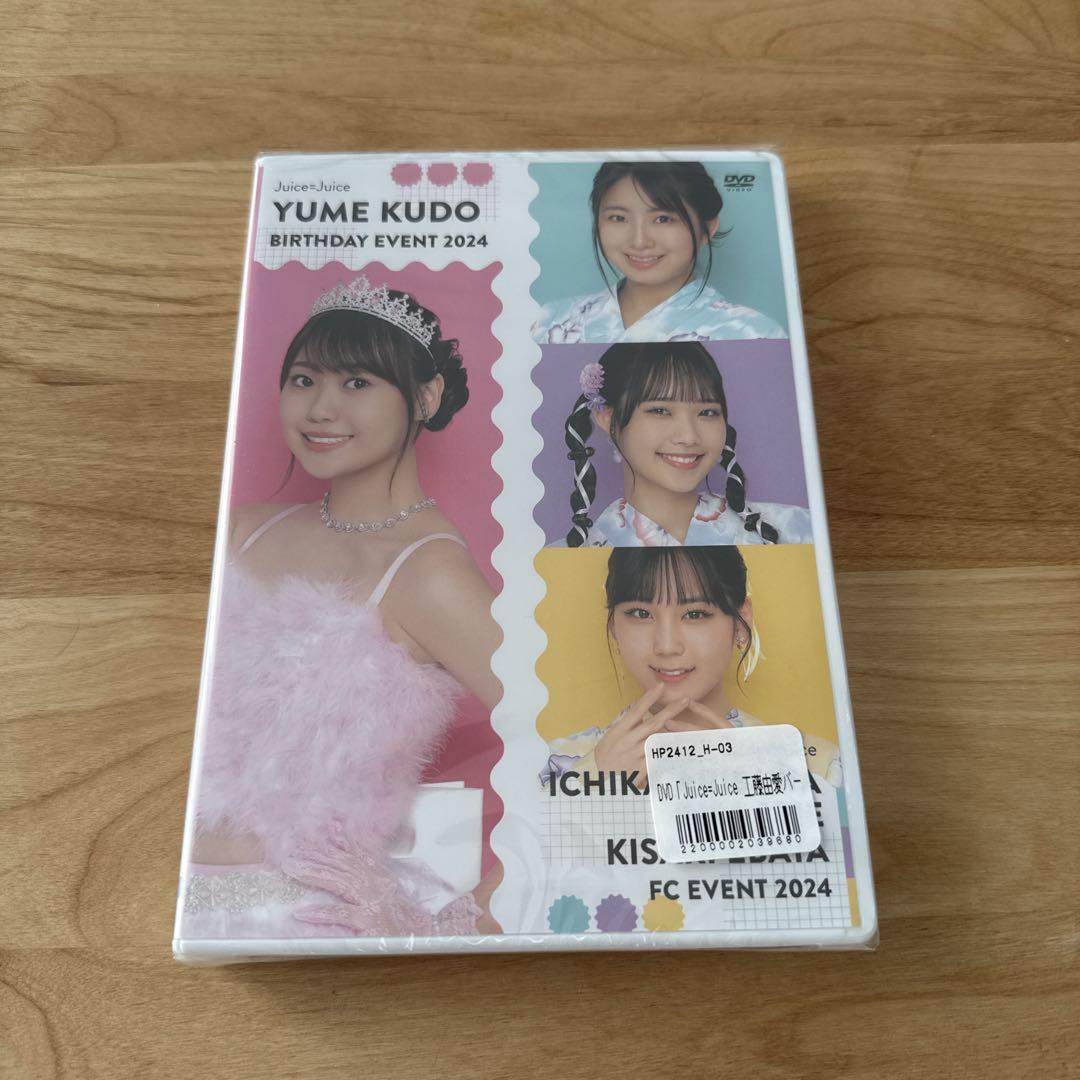 Juice=Juice
YUME KUDO
BIRTHDAY EVENT 2024
DVD
VIDEO
HP2412_H-03
DVD「Juice=Juice 工藤由愛バー
2200002039680
FC EVENT 2024